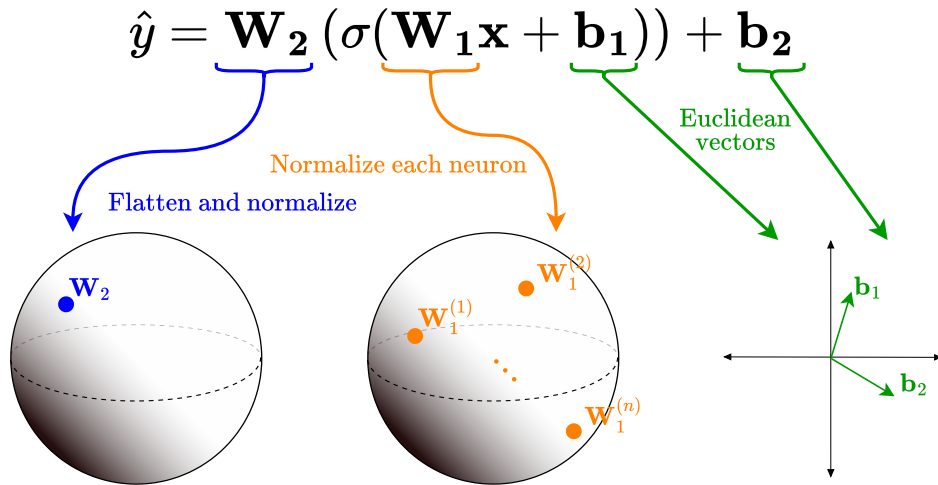 ŷ = W₂ (σ(W₁x + b₁)) + b₂
Euclidean
vectors
Normalize each neuron
Flatten and normalize
W₂
W₁⁽²⁾
W₁⁽¹⁾
W₁⁽ⁿ⁾
b₁
b₂